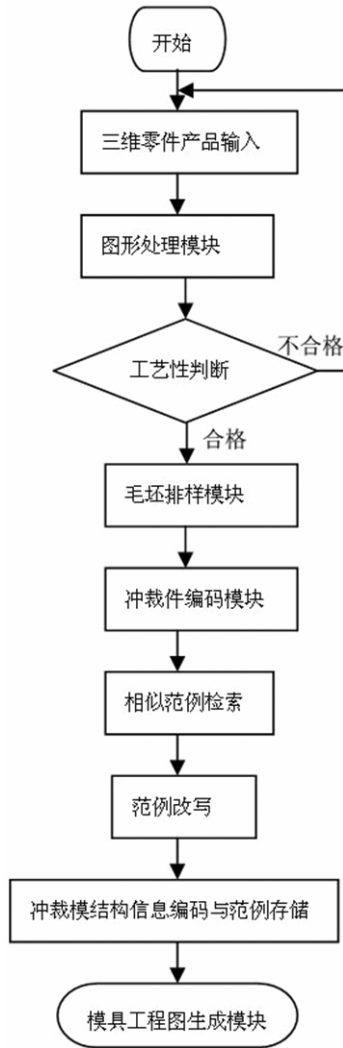 开始
三维零件产品输入
图形处理模块
工艺性判断
不合格
合格
毛坯排样模块
冲裁件编码模块
相似范例检索
范例改写
冲裁模结构信息编码与范例存储
模具工程图生成模块